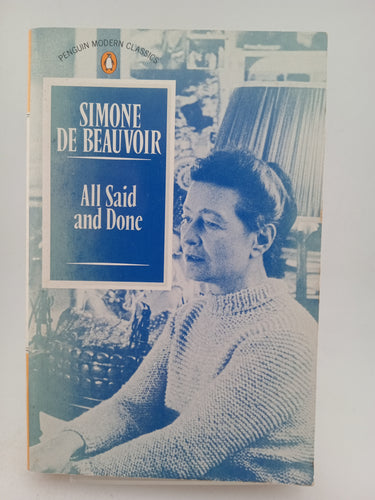 PENGUIN MODERN CLASSICS
SIMONE
DE BEAUVOIR
All Said
and Done